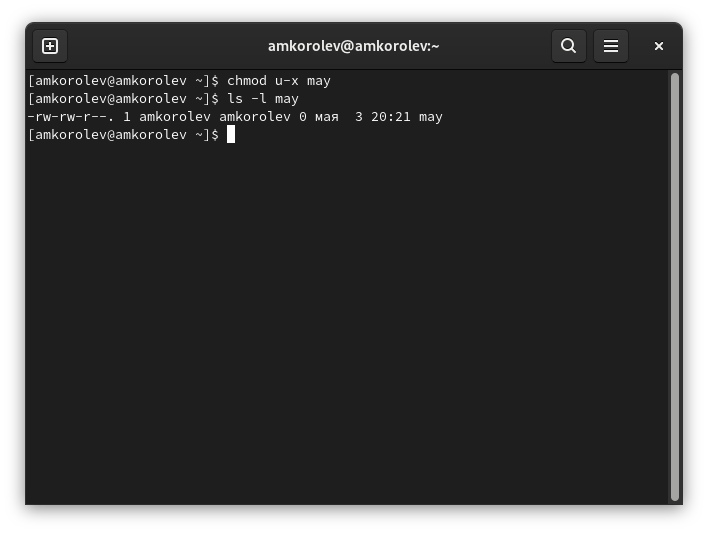 amkorolev@amkorolev:~
[amkorolev@amkorolev ~]$ chmod u-x may
[amkorolev@amkorolev ~]$ ls -l may
-rw-rw-r--. 1 amkorolev amkorolev 0 мая  3 20:21 may
[amkorolev@amkorolev ~]$